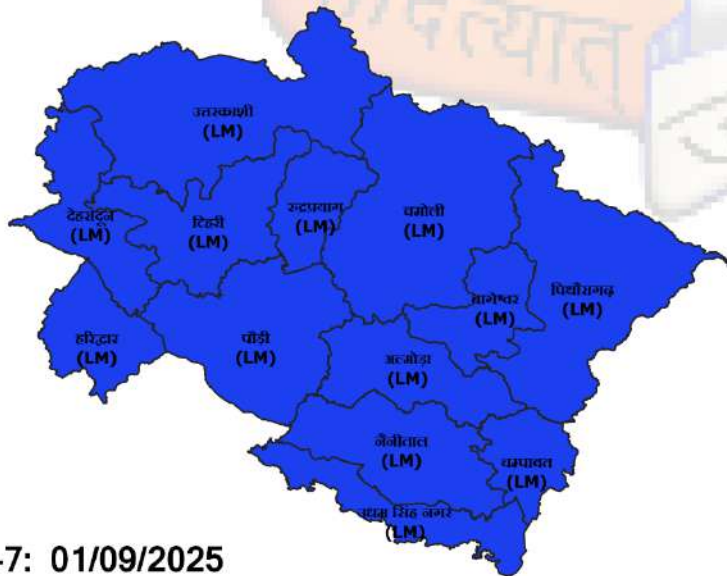 उत्तरकाशी
(LM)
देहरादून
(LM)
टिहरी
(LM)
रुद्रप्रयाग
(LM)
चमोली
(LM)
बागेश्वर
(LM)
पिथौरागढ़
(LM)
हरिद्वार
(LM)
पौड़ी
(LM)
अल्मोड़ा
(LM)
नैनीताल
(LM)
चम्पावत
(LM)
उधम सिंह नगर
(LM)
-7: 01/09/2025